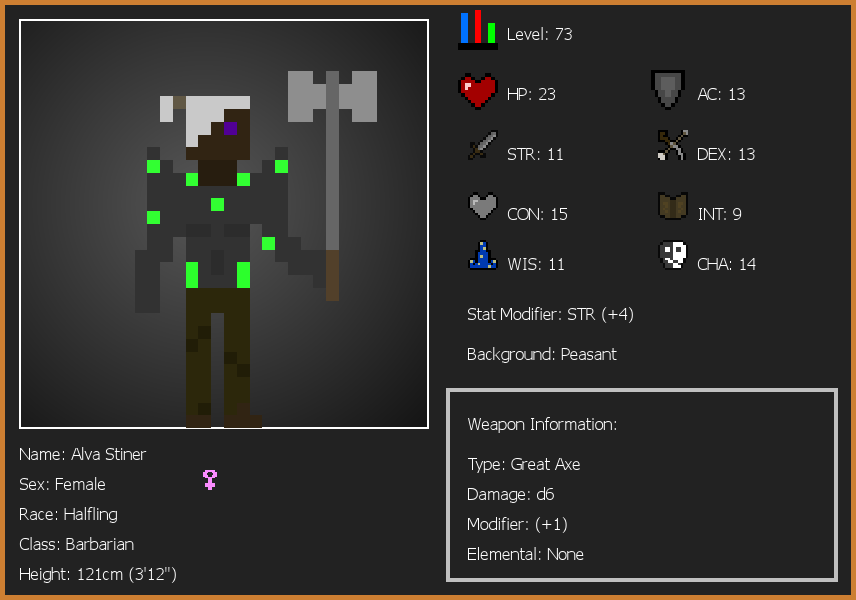 Level: 73
HP: 23
AC: 13
STR: 11
DEX: 13
CON: 15
INT: 9
WIS: 11
CHA: 14
Stat Modifier: STR (+4)
Background: Peasant
Weapon Information:
Type: Great Axe
Damage: d6
Modifier: (+1)
Elemental: None
Name: Alva Stiner
Sex: Female
Race: Halfling
Class: Barbarian
Height: 121cm (3'12")